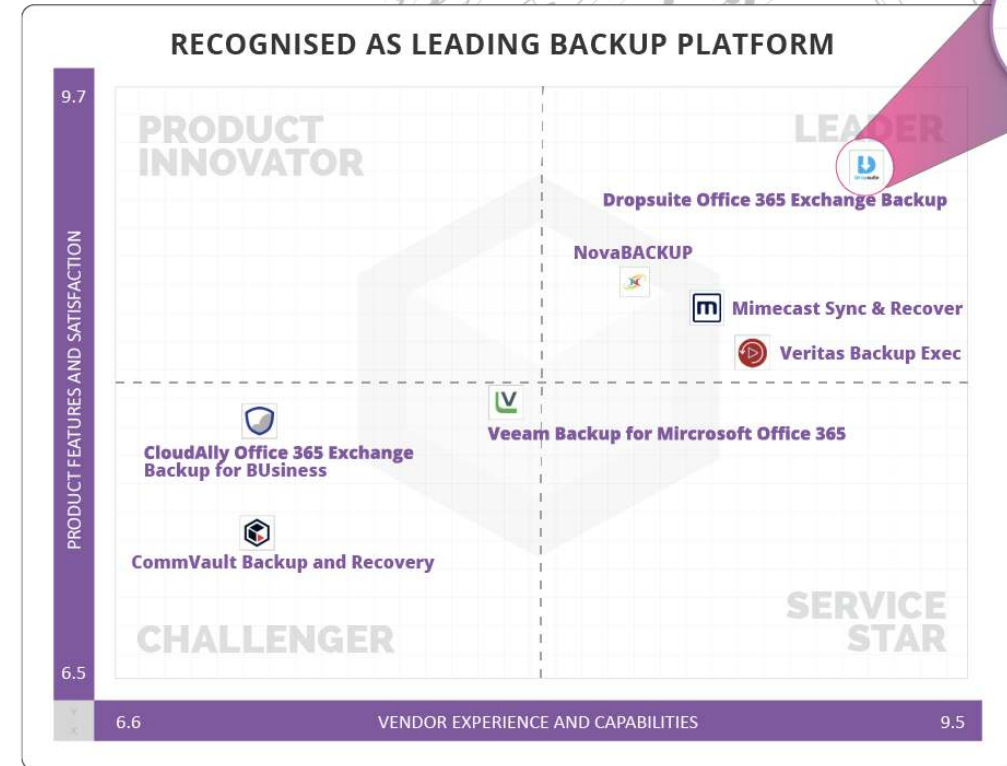 RECOGNISED AS LEADING BACKUP PLATFORM
9.7
PRODUCT
INNOVATOR
LEADER
Dropsuite Office 365 Exchange Backup
NovaBACKUP
Mimecast Sync & Recover
Veritas Backup Exec
PRODUCT FEATURES AND SATISFACTION
Veeam Backup for Mircrosoft Office 365
CloudAlly Office 365 Exchange
Backup for BUsiness
CommVault Backup and Recovery
CHALLENGER
SERVICE
STAR
6.5
6.6
VENDOR EXPERIENCE AND CAPABILITIES
9.5